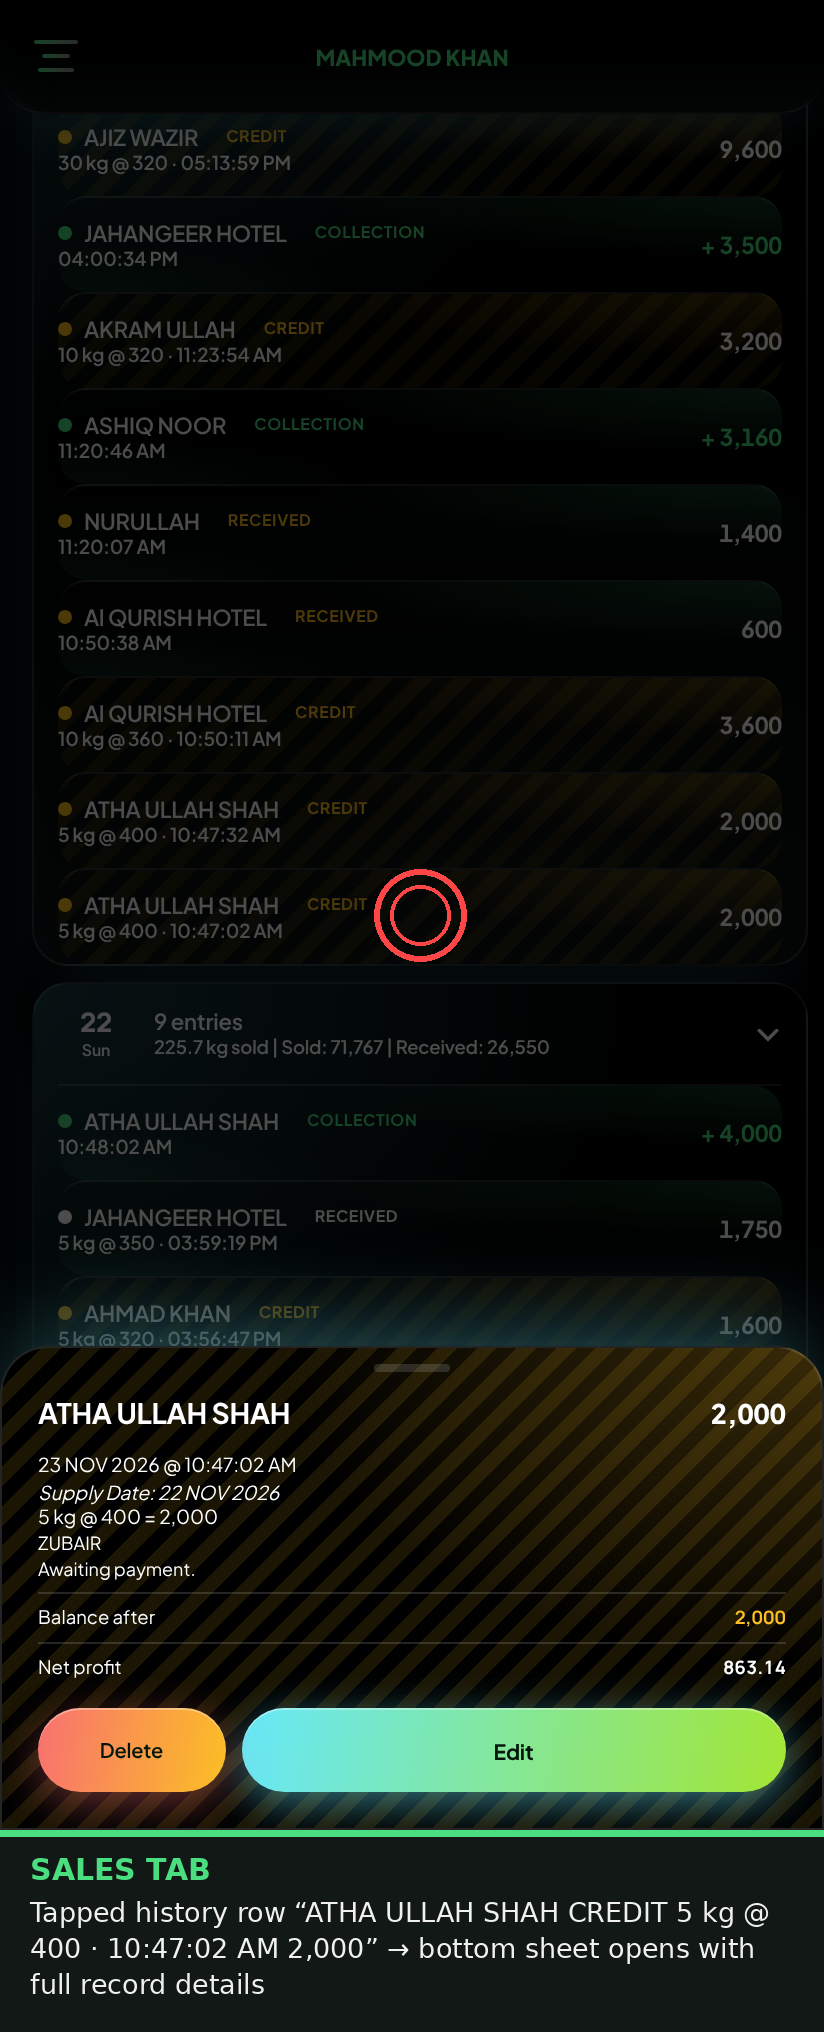 MAHMOOD KHAN
AJIZ WAZIR CREDIT
30 kg @ 320 · 05:13:59 PM
9,600
JAHANGEER HOTEL COLLECTION
04:00:34 PM
+ 3,500
AKRAM ULLAH CREDIT
10 kg @ 320 · 11:23:54 AM
3,200
ASHIQ NOOR COLLECTION
11:20:46 AM
+ 3,160
NURULLAH RECEIVED
11:20:07 AM
1,400
Al QURISH HOTEL RECEIVED
10:50:38 AM
600
Al QURISH HOTEL CREDIT
10 kg @ 360 · 10:50:11 AM
3,600
ATHA ULLAH SHAH CREDIT
5 kg @ 400 · 10:47:32 AM
2,000
ATHA ULLAH SHAH CREDIT
5 kg @ 400 · 10:47:02 AM
2,000
22
Sun
9 entries
225.7 kg sold | Sold: 71,767 | Received: 26,550
ATHA ULLAH SHAH COLLECTION
10:48:02 AM
+ 4,000
JAHANGEER HOTEL RECEIVED
5 kg @ 350 · 03:59:19 PM
1,750
AHMAD KHAN CREDIT
5 kg @ 320 · 03:56:47 PM
1,600
ATHA ULLAH SHAH 2,000
23 NOV 2026 @ 10:47:02 AM
Supply Date: 22 NOV 2026
5 kg @ 400 = 2,000
ZUBAIR
Awaiting payment.
Balance after 2,000
Net profit 863.14
Delete Edit
SALES TAB
Tapped history row “ATHA ULLAH SHAH CREDIT 5 kg @
400 · 10:47:02 AM 2,000” → bottom sheet opens with
full record details